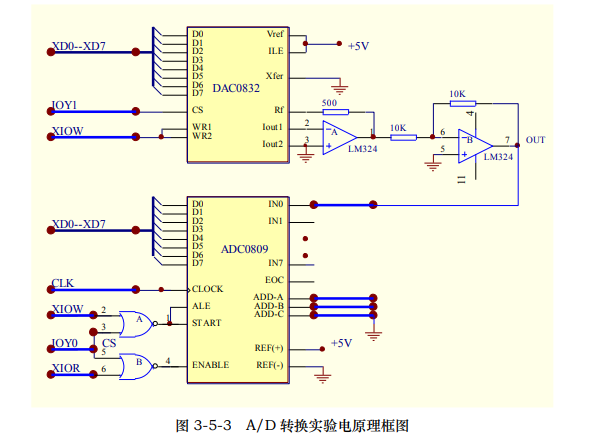 D0 Vref
D1
XD0--XD7 D2 ILE +5V
D3
D4
D5 Xfer
D6
D7 DAC0832
JOY1 CS Rf 500 10K
XIOW WR1 Iout1 2 A 1 10K 6 B 4 7 OUT
WR2 Iout2 3 LM324 5 LM324
11
D0 IN0
D1 IN1
XD0--XD7 D2
D3
D4
D5
D6
D7 ADC0809 IN7
EOC
CLK CLOCK ADD-A
ALE ADD-B
XIOW 2 A 1 START ADD-C
3
JOY0 CS REF(+) +5V
5 B 4 ENABLE REF(-)
XIOR 6
图 3-5-3 A/D 转换实验电原理框图